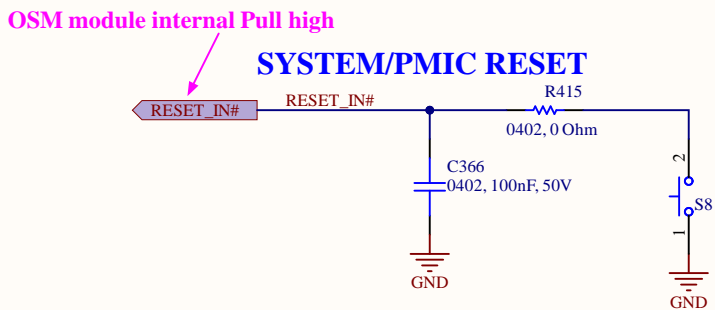 OSM module internal Pull high
SYSTEM/PMIC RESET
RESET_IN#
RESET_IN#
R415
0402, 0 Ohm
C366
0402, 100nF, 50V
2
S8
1
GND
GND